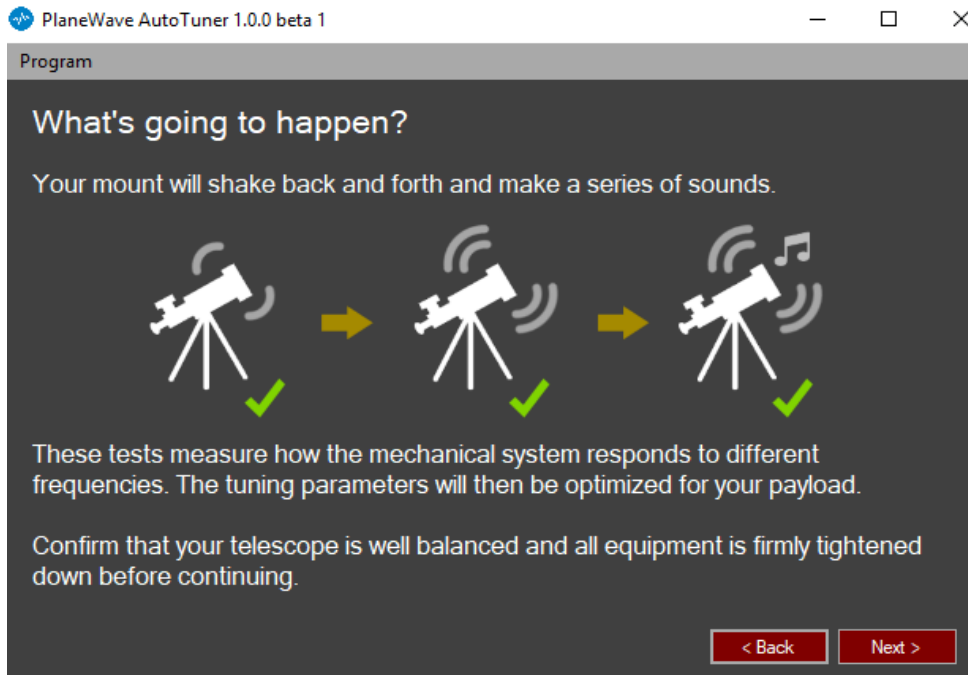 PlaneWave AutoTuner 1.0.0 beta 1
Program
What's going to happen?
Your mount will shake back and forth and make a series of sounds.
These tests measure how the mechanical system responds to different
frequencies. The tuning parameters will then be optimized for your payload.
Confirm that your telescope is well balanced and all equipment is firmly tightened
down before continuing.
< Back
Next >